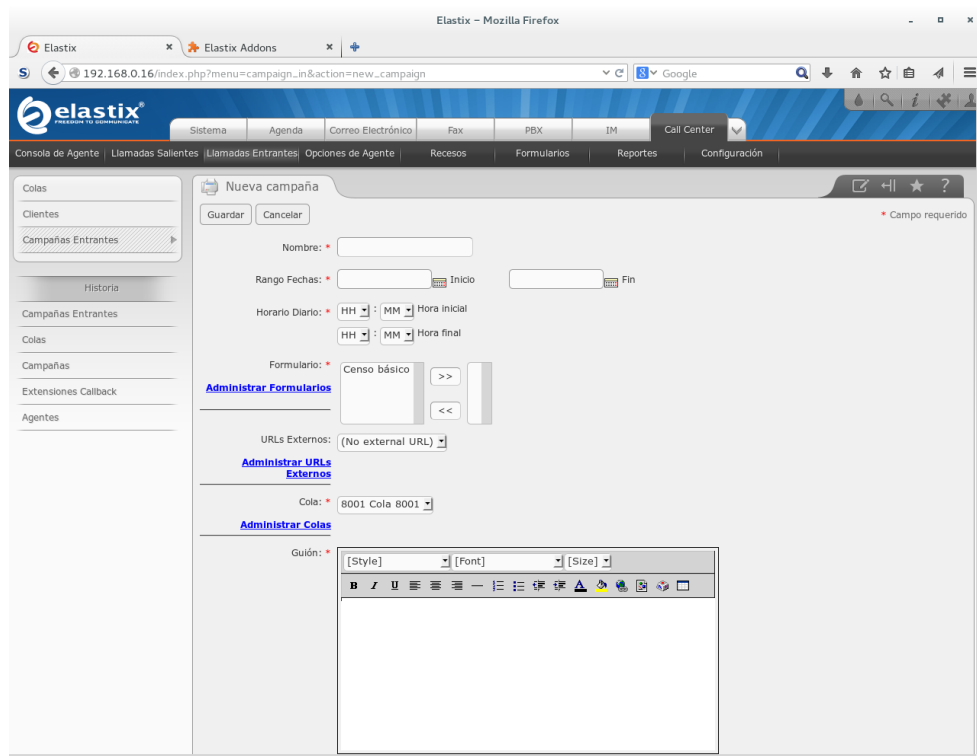 Elastix - Mozilla Firefox
Elastix
Elastix Addons
192.168.0.16/index.php?menu=campaign_in&action=new_campaign
Google
elastix®
FREEDOM TO COMMUNICATE
Sistema Agenda Correo Electrónico Fax PBX IM Call Center
Consola de Agente Llamadas Salientes Llamadas Entrantes Opciones de Agente Recesos Formularios Reportes Configuración
Colas
Clientes
Campañas Entrantes
Historia
Campañas Entrantes
Colas
Campañas
Extensiones Callback
Agentes
Nueva campaña
Guardar Cancelar * Campo requerido
Nombre: *
Rango Fechas: * Inicio Fin
Horario Diario: * HH : MM Hora inicial
HH : MM Hora final
Formulario: * Censo básico >>
Administrar Formularios
<<
URLs Externos: (No external URL)
Administrar URLs
Externos
Cola: * 8001 Cola 8001
Administrar Colas
Guión: *
[Style] [Font] [Size]
B I U